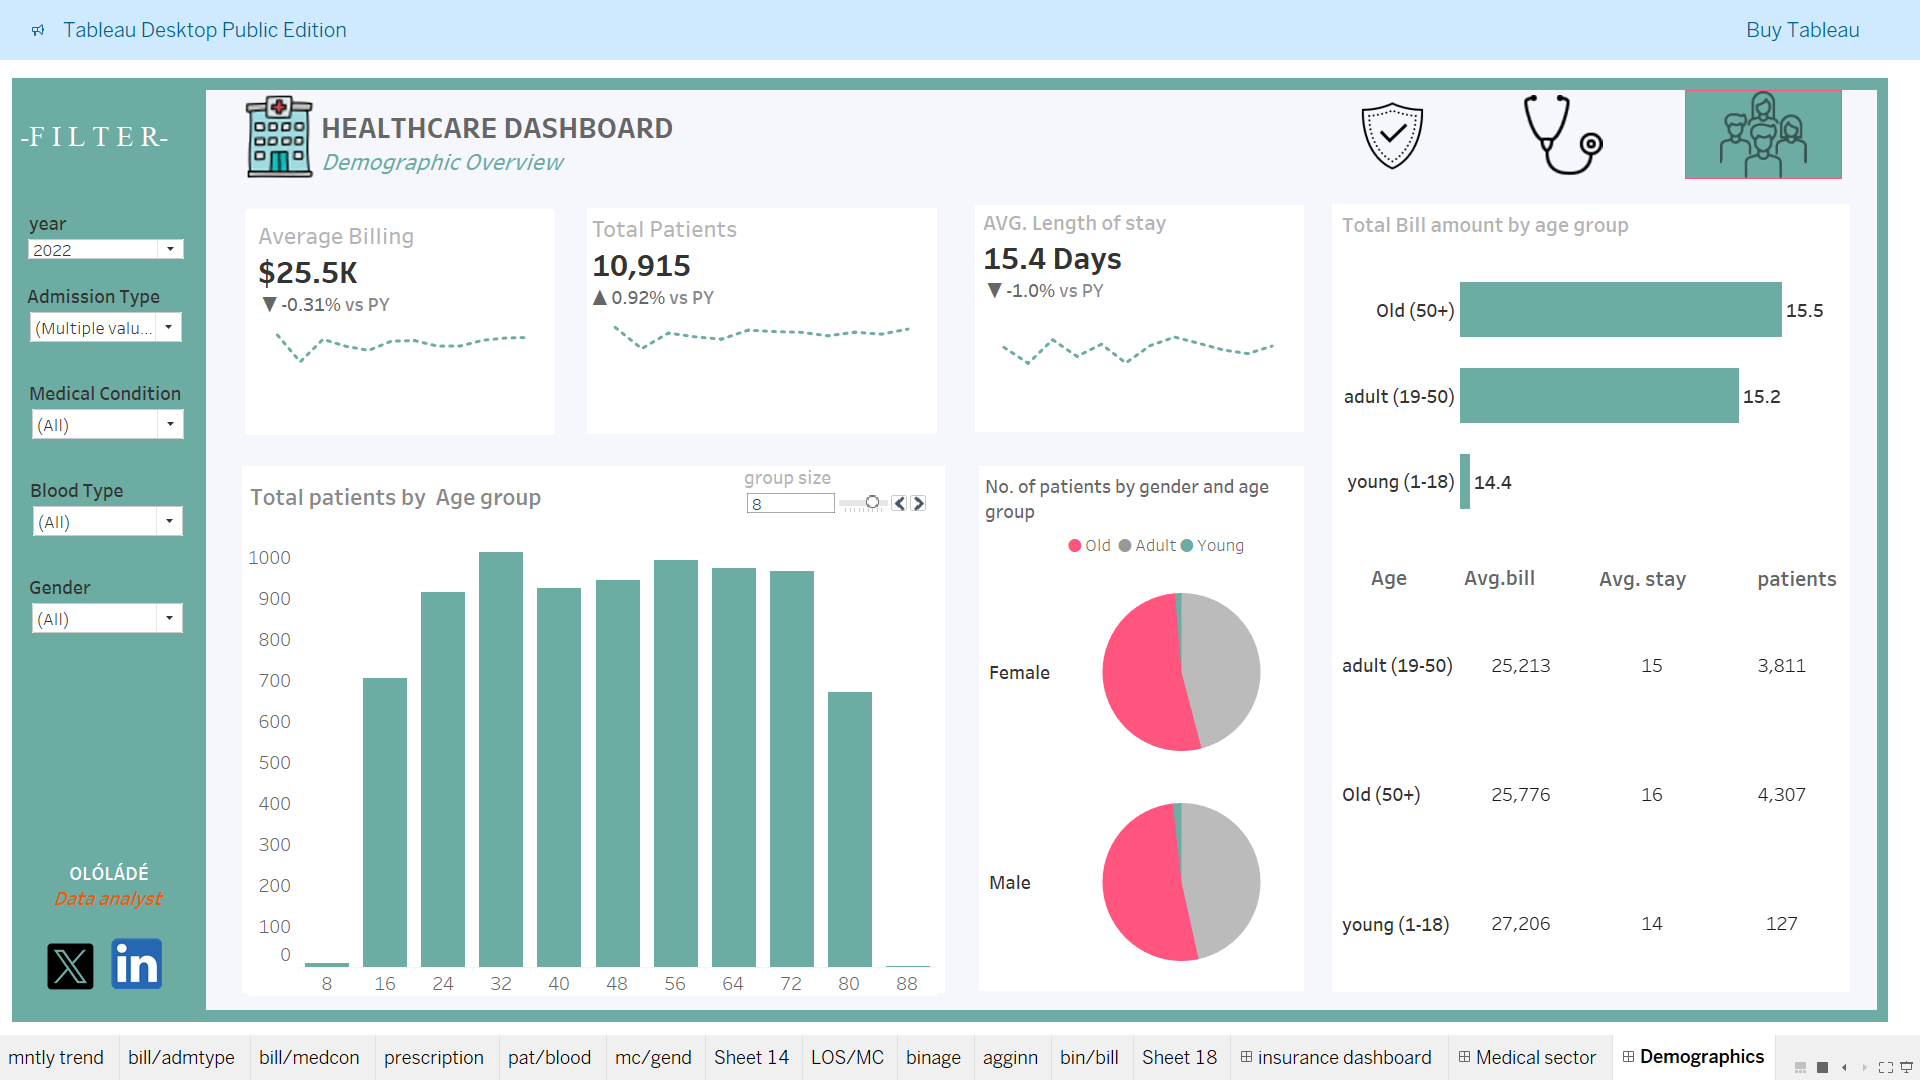 Tableau Desktop Public Edition
Buy Tableau
-FILTER-
HEALTHCARE DASHBOARD
Demographic Overview
year
2022
Admission Type
(Multiple valu...
Medical Condition
(All)
Blood Type
(All)
Gender
(All)
OLÓLÁDÉ
Data analyst
X
in
Average Billing
$25.5K
▼ -0.31% vs PY
Total Patients
10,915
▲ 0.92% vs PY
AVG. Length of stay
15.4 Days
▼ -1.0% vs PY
Total Bill amount by age group
Old (50+) 15.5
adult (19-50) 15.2
young (1-18) 14.4
Total patients by Age group
group size
8
1000
900
800
700
600
500
400
300
200
100
0
8 16 24 32 40 48 56 64 72 80 88
No. of patients by gender and age
group
Old Adult Young
Female
Male
Age Avg.bill Avg. stay patients
adult (19-50) 25,213 15 3,811
Old (50+) 25,776 16 4,307
young (1-18) 27,206 14 127
mntly trend bill/admtype bill/medcon prescription pat/blood mc/gend Sheet 14 LOS/MC binage agginn bin/bill Sheet 18 insurance dashboard Medical sector Demographics